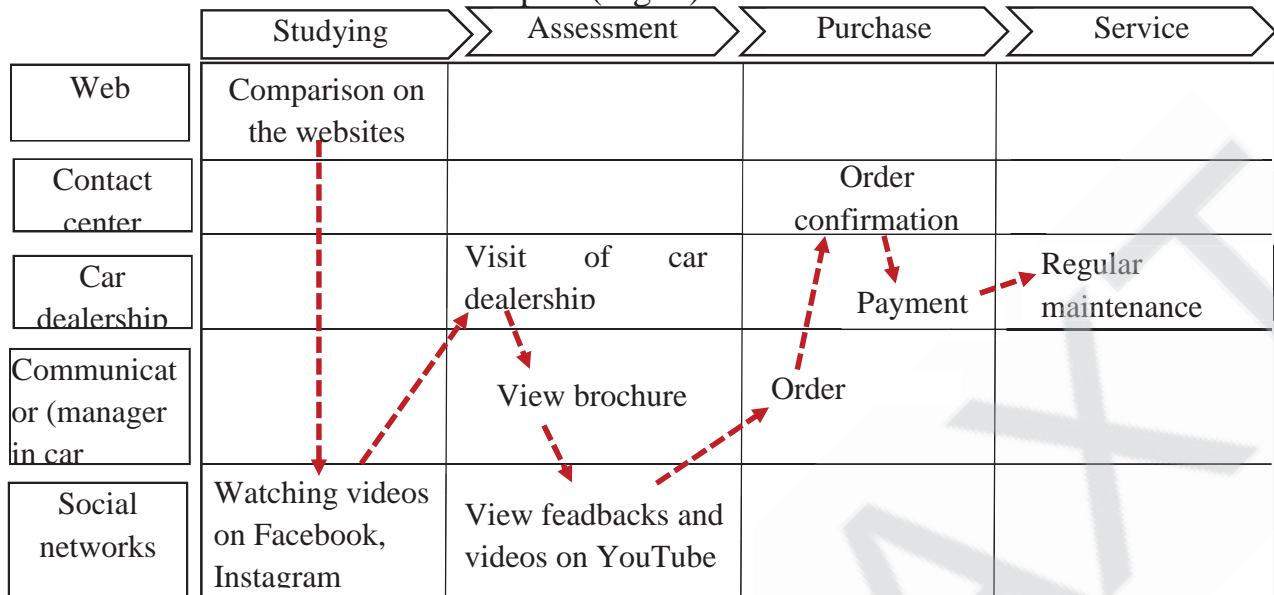 Studying
Assessment
Purchase
Service
Web
Comparison on
the websites
Contact
center
Order
confirmation
Car
dealership
Visit of car
dealership
Payment
Regular
maintenance
Communicat
or (manager
in car
View brochure
Order
Social
networks
Watching videos
on Facebook,
Instagram
View feadbacks and
videos on YouTube